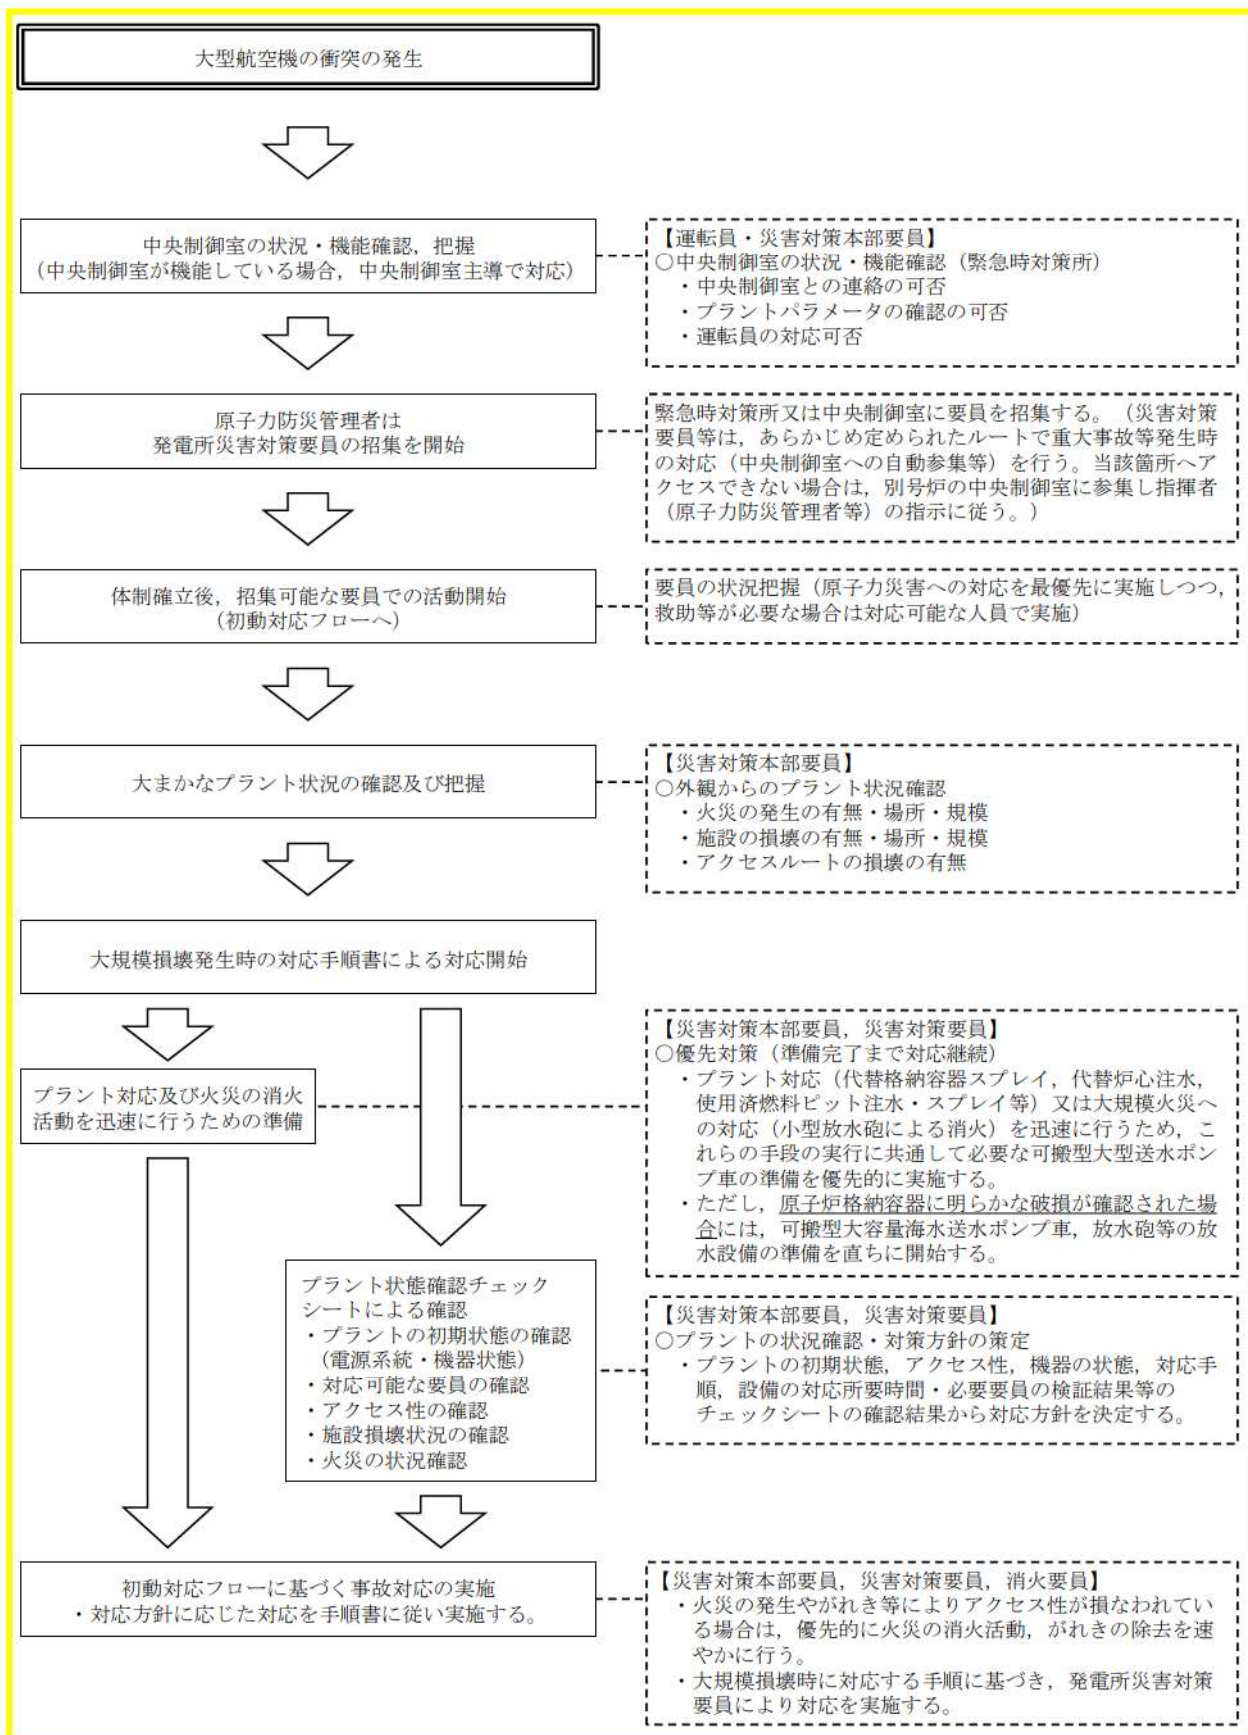 大型航空機の衝突の発生
中央制御室の状況・機能確認，把握
（中央制御室が機能している場合，中央制御室主導で対応）
【運転員・災害対策本部要員】
○中央制御室の状況・機能確認（緊急時対策所）
・中央制御室との連絡の可否
・プラントパラメータの確認の可否
・運転員の対応可否
原子力防災管理者は
発電所災害対策要員の招集を開始
緊急時対策所又は中央制御室に要員を招集する。（災害対策
要員等は，あらかじめ定められたルートで重大事故等発生時
の対応（中央制御室への自動参集等）を行う。当該箇所へア
クセスできない場合は，別号炉の中央制御室に参集し指揮者
（原子力防災管理者等）の指示に従う。）
体制確立後，招集可能な要員での活動開始
（初動対応フローへ）
要員の状況把握（原子力災害への対応を最優先に実施しつつ，
救助等が必要な場合は対応可能な人員で実施）
大まかなプラント状況の確認及び把握
【災害対策本部要員】
○外観からのプラント状況確認
・火災の発生の有無・場所・規模
・施設の損壊の有無・場所・規模
・アクセスルートの損壊の有無
大規模損壊発生時の対応手順書による対応開始
プラント対応及び火災の消火
活動を迅速に行うための準備
【災害対策本部要員，災害対策要員】
○優先対策（準備完了まで対応継続）
・プラント対応（代替格納容器スプレイ，代替炉心注水，
使用済燃料ピット注水・スプレイ等）又は大規模火災へ
の対応（小型放水砲による消火）を迅速に行うため，こ
れらの手段の実行に共通して必要な可搬型大型送水ポン
プ車の準備を優先的に実施する。
・ただし，原子炉格納容器に明らかな破損が確認された場
合には，可搬型大容量海水送水ポンプ車，放水砲等の放
水設備の準備を直ちに開始する。
プラント状態確認チェック
シートによる確認
・プラントの初期状態の確認
（電源系統・機器状態）
・対応可能な要員の確認
・アクセス性の確認
・施設損壊状況の確認
・火災の状況確認
【災害対策本部要員，災害対策要員】
○プラントの状況確認・対策方針の策定
・プラントの初期状態，アクセス性，機器の状態，対応手
順，設備の対応所要時間・必要要員の検証結果等の
チェックシートの確認結果から対応方針を決定する。
初動対応フローに基づく事故対応の実施
・対応方針に応じた対応を手順書に従い実施する。
【災害対策本部要員，災害対策要員，消火要員】
・火災の発生やがれき等によりアクセス性が損なわれてい
る場合は，優先的に火災の消火活動，がれきの除去を速
やかに行う。
・大規模損壊時に対応する手順に基づき，発電所災害対策
要員により対応を実施する。